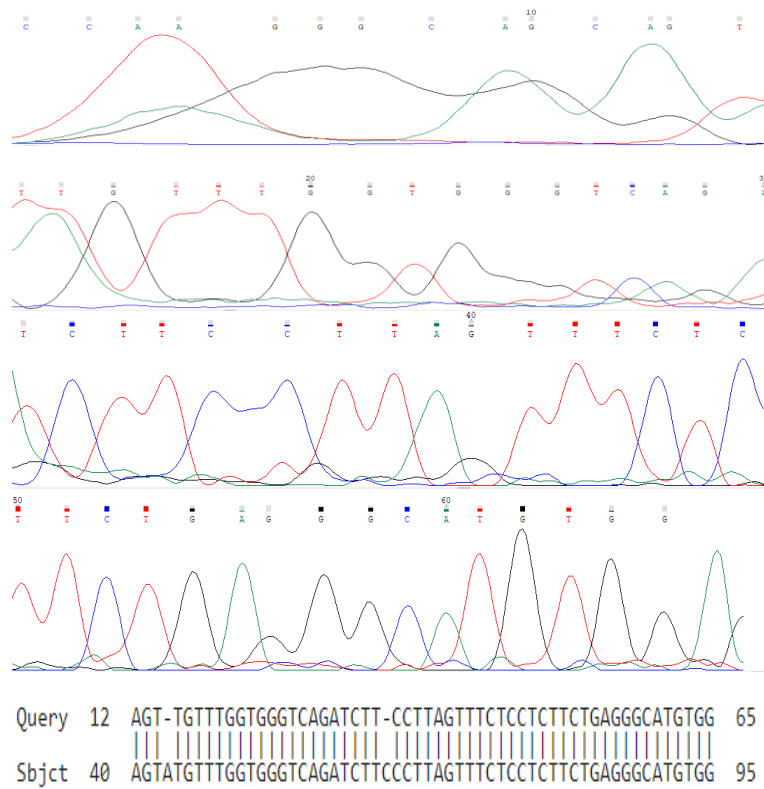 10
C C A A G G G C A G C A G T
20
T T G T T T G G T G G G T C A G
40
T C T T C C T T A G T T T C T C
50 60
T T C T G A G G G C A T G T G G
Query 12 AGT-TGTTTGGTGGGTCAGATCTT-CCTTAGTTTCTCCTCTTCTGAGGGCATGTGG 65
Sbjct 40 AGTATGTTTGGTGGGTCAGATCTTCCCTTAGTTTCTCCTCTTCTGAGGGCATGTGG 95